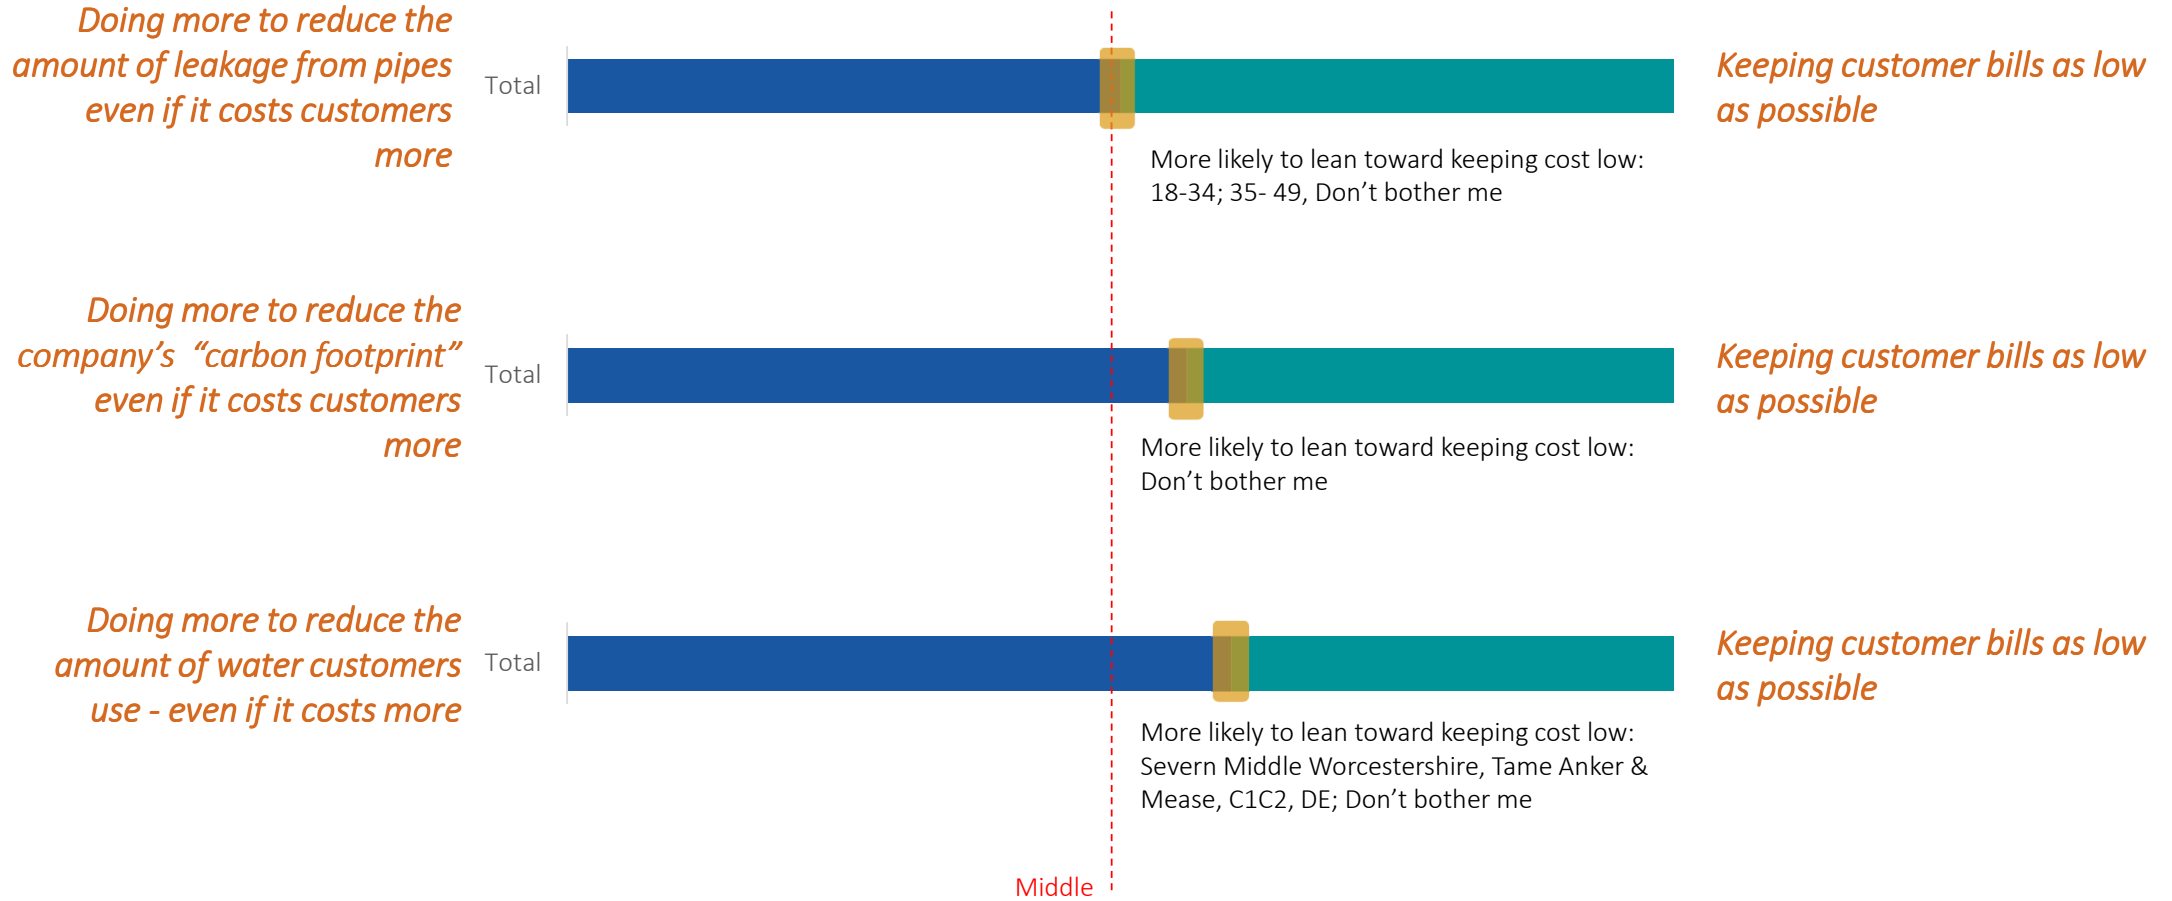 Doing more to reduce the
amount of leakage from pipes
even if it costs customers
more
Total
Keeping customer bills as low
as possible
More likely to lean toward keeping cost low:
18-34; 35- 49, Don’t bother me
Doing more to reduce the
company’s  “carbon footprint”
even if it costs customers
more
Total
Keeping customer bills as low
as possible
More likely to lean toward keeping cost low:
Don’t bother me
Doing more to reduce the
amount of water customers
use - even if it costs more
Total
Keeping customer bills as low
as possible
More likely to lean toward keeping cost low:
Severn Middle Worcestershire, Tame Anker &
Mease, C1C2, DE; Don’t bother me
Middle